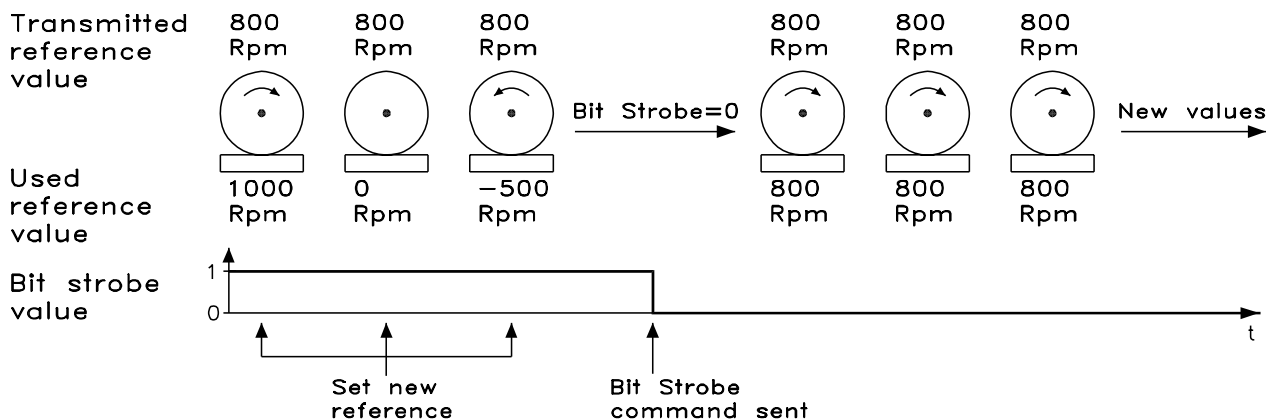 Transmitted
reference
value
800
Rpm
800
Rpm
800
Rpm
Bit Strobe=0
800
Rpm
800
Rpm
800
Rpm
New values
Used
reference
value
1000
Rpm
0
Rpm
−500
Rpm
800
Rpm
800
Rpm
800
Rpm
Bit strobe
value
1
0
t
Set new
reference
Bit Strobe
command sent